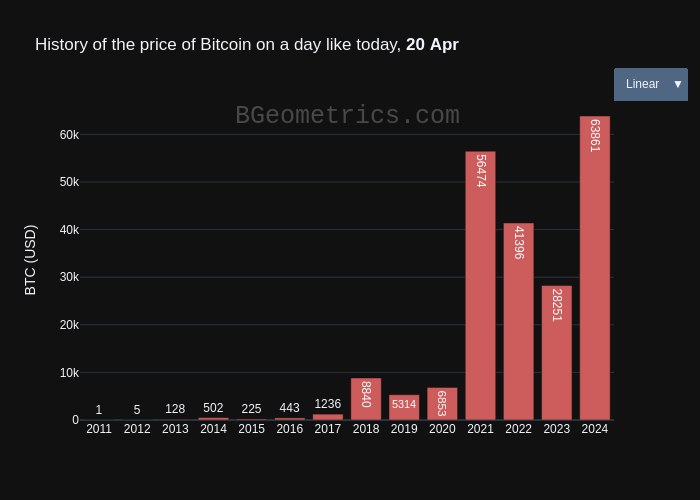 History of the price of Bitcoin on a day like today, 20 Apr
Linear ▼
BGeometrics.com
BTC (USD)
60k
50k
40k
30k
20k
10k
0
1
5
128
502
225
443
1236
8840
5314
6853
56474
41396
28251
63861
2011 2012 2013 2014 2015 2016 2017 2018 2019 2020 2021 2022 2023 2024